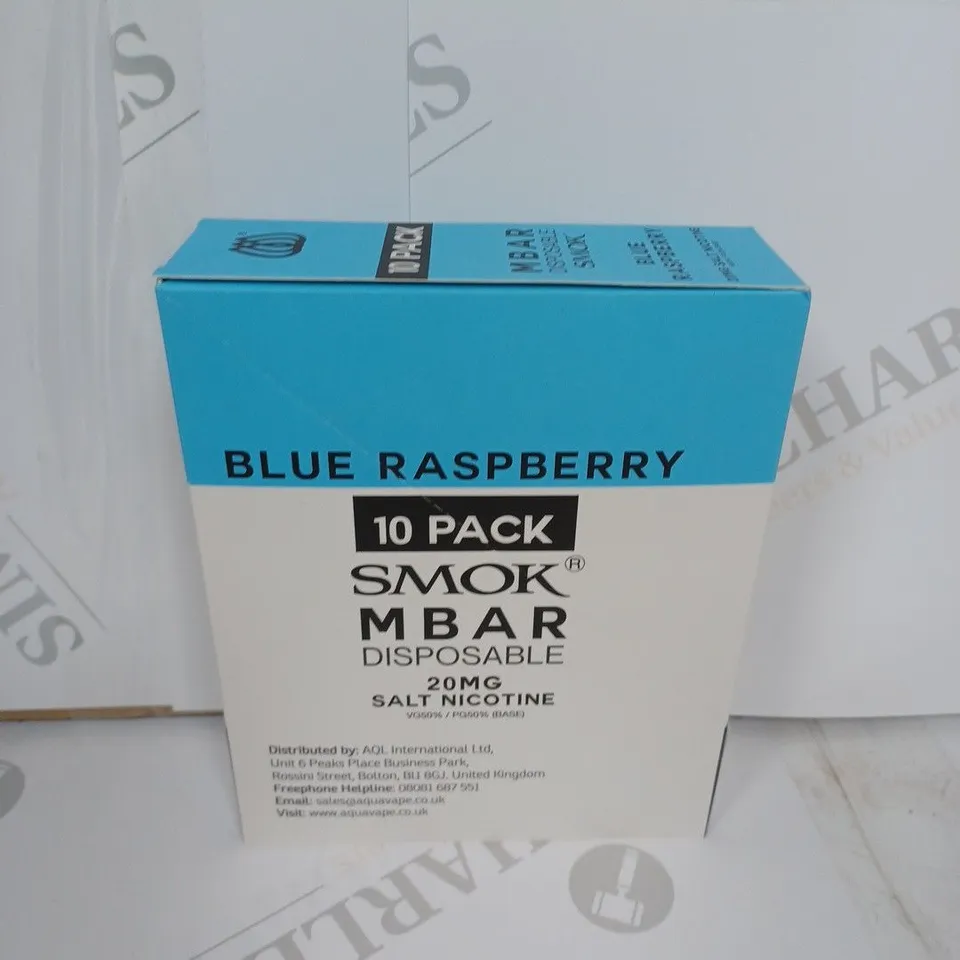 10 PACK
MBAR
DISPOSABLE
SMOK
BLUE
RASPBERRY
BLUE RASPBERRY
10 PACK
SMOK®
MBAR
DISPOSABLE
20MG
SALT NICOTINE
VG50% / PG50% (BASE)
Distributed by: AQL International Ltd,
Unit 6 Peaks Place Business Park,
Rossini Street, Bolton, BL1 8GJ. United Kingdom
Freephone Helpline: 08081 687 551
Email: sales@aquavape.co.uk
Visit: www.aquavape.co.uk